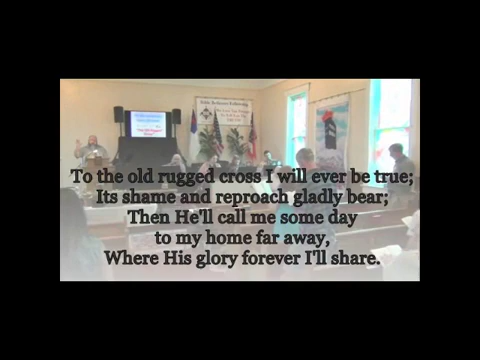 To the old rugged cross I will ever be true;
Its shame and reproach gladly bear;
Then He'll call me some day
to my home far away,
Where His glory forever I'll share.